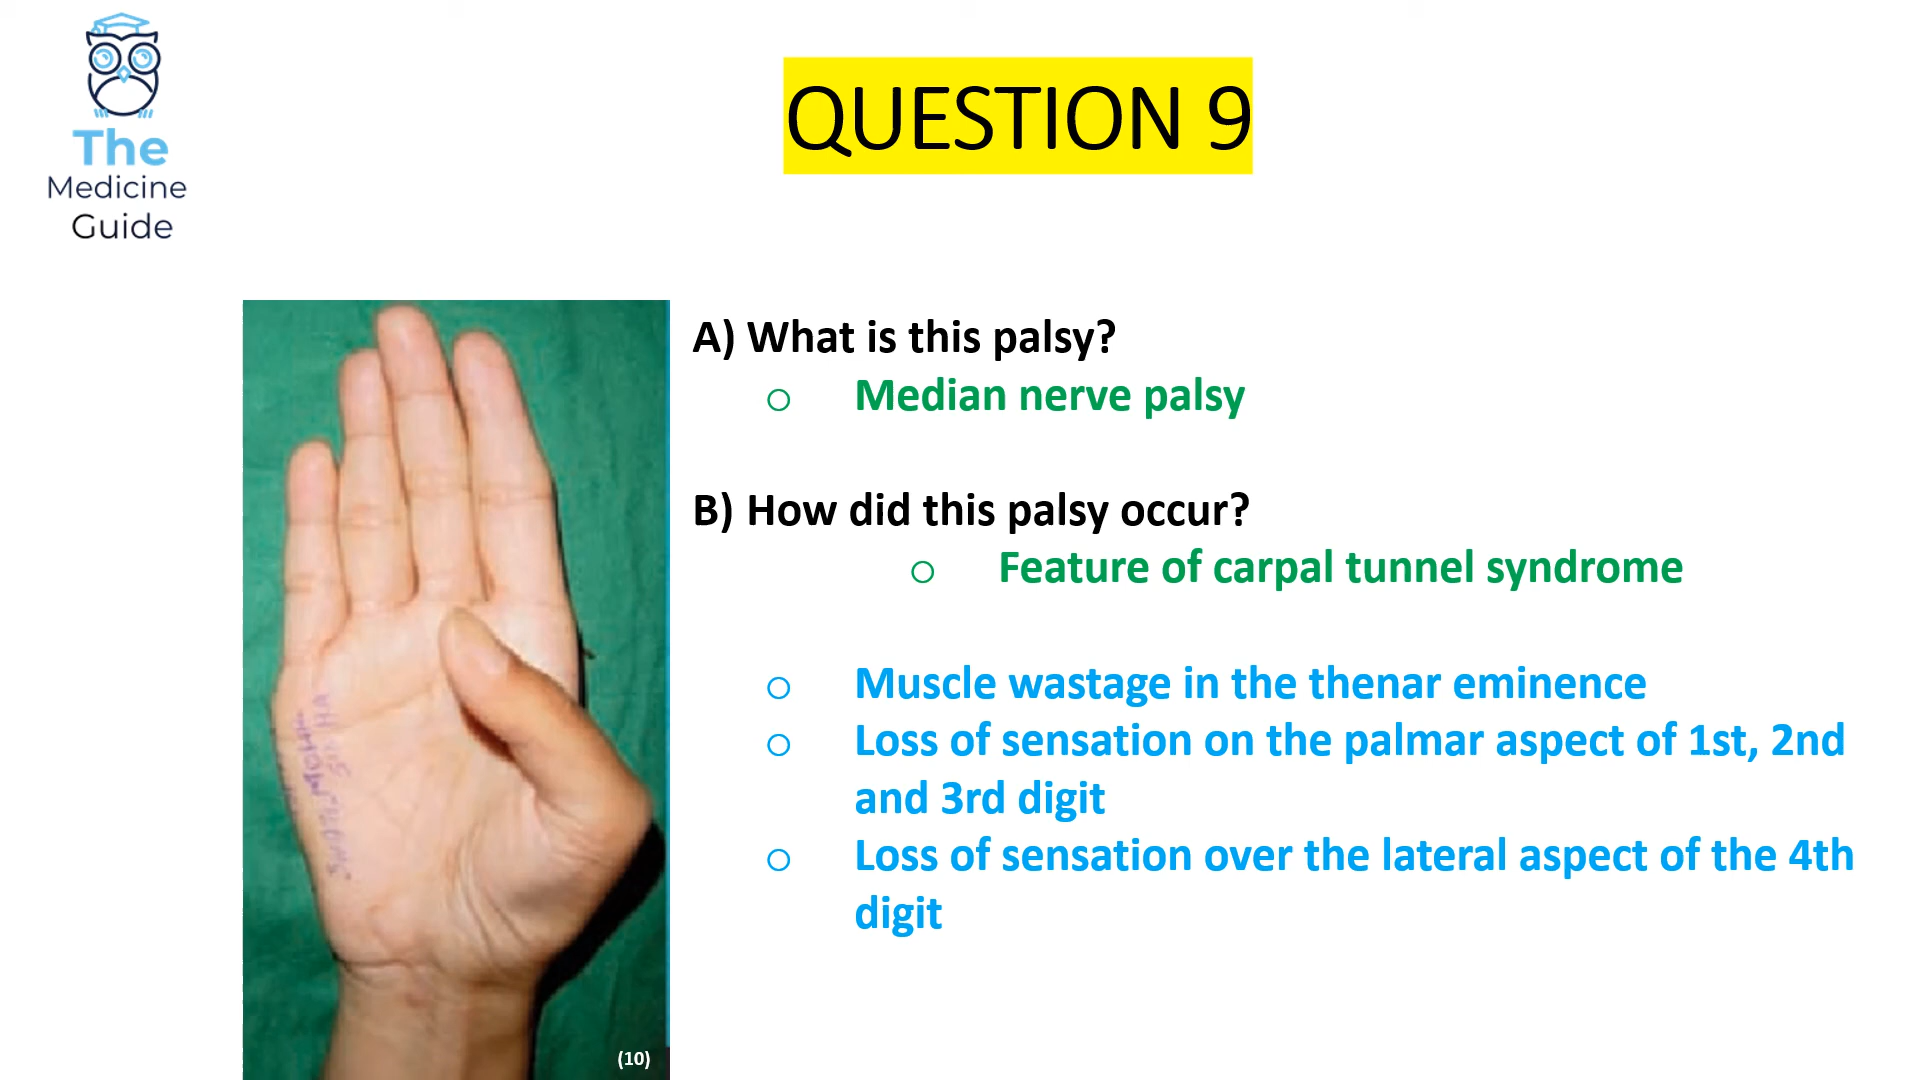 The
Medicine
Guide
QUESTION 9
A) What is this palsy?
○ Median nerve palsy
B) How did this palsy occur?
○ Feature of carpal tunnel syndrome
○ Muscle wastage in the thenar eminence
○ Loss of sensation on the palmar aspect of 1st, 2nd
and 3rd digit
○ Loss of sensation over the lateral aspect of the 4th
digit
(10)